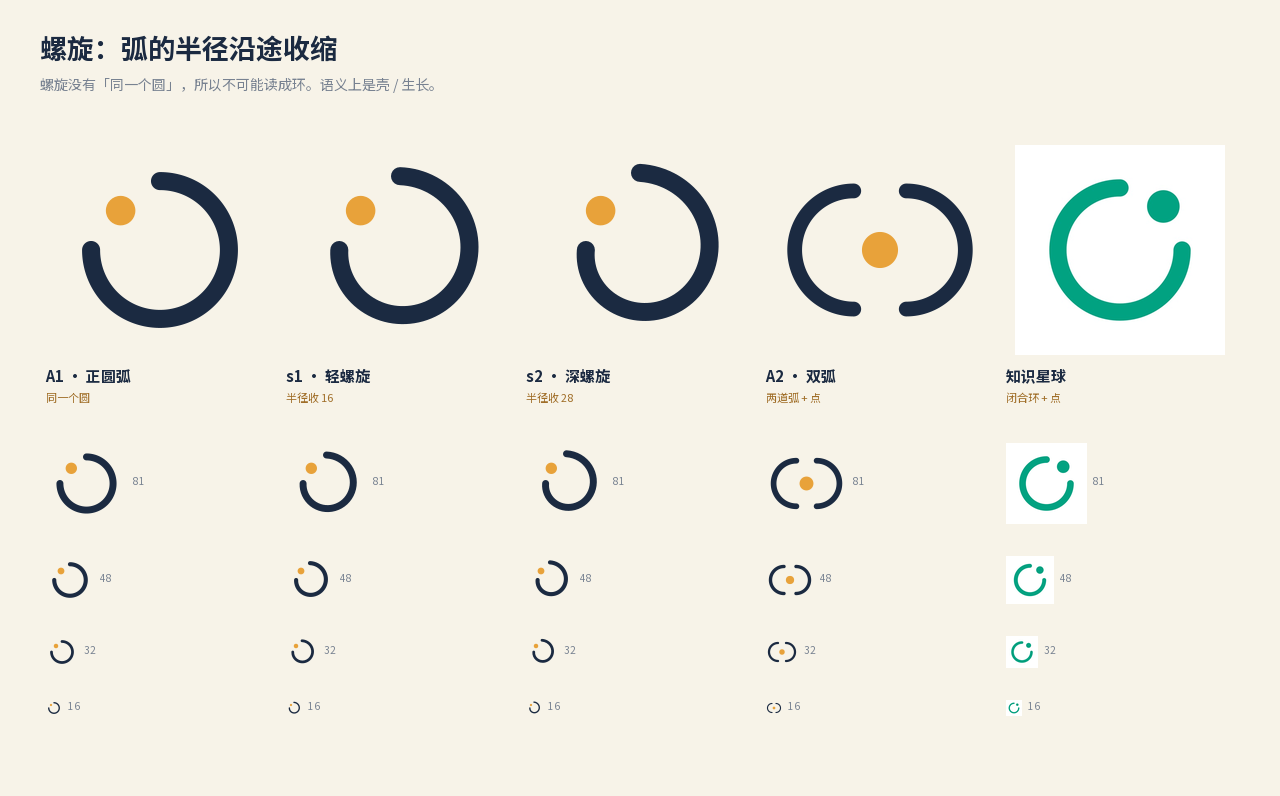 螺旋：弧的半径沿途收缩
螺旋没有「同一个圆」，所以不可能读成环。语义上是壳 / 生长。
A1 · 正圆弧
同一个圆
s1 · 轻螺旋
半径收 16
s2 · 深螺旋
半径收 28
A2 · 双弧
两道弧 + 点
知识星球
闭合环 + 点
81 81 81 81 81
48 48 48 48 48
32 32 32 32 32
16 16 16 16 16